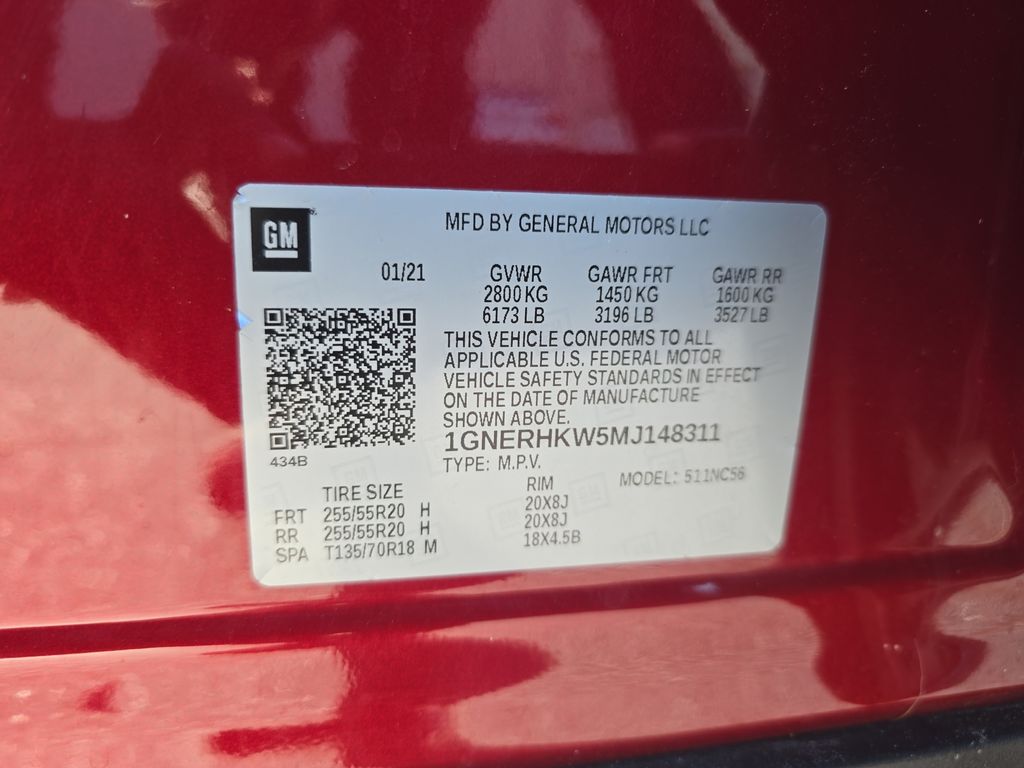 GM
MFD BY GENERAL MOTORS LLC
01/21 GVWR GAWR FRT GAWR RR
2800 KG 1450 KG 1600 KG
6173 LB 3196 LB 3527 LB
THIS VEHICLE CONFORMS TO ALL
APPLICABLE U.S. FEDERAL MOTOR
VEHICLE SAFETY STANDARDS IN EFFECT
ON THE DATE OF MANUFACTURE
SHOWN ABOVE.
1GNERHKW5MJ148311
434B
TYPE: M.P.V.
MODEL: 511NC56
TIRE SIZE RIM
FRT 255/55R20 H 20X8J
RR 255/55R20 H 20X8J
SPA T135/70R18 M 18X4.5B